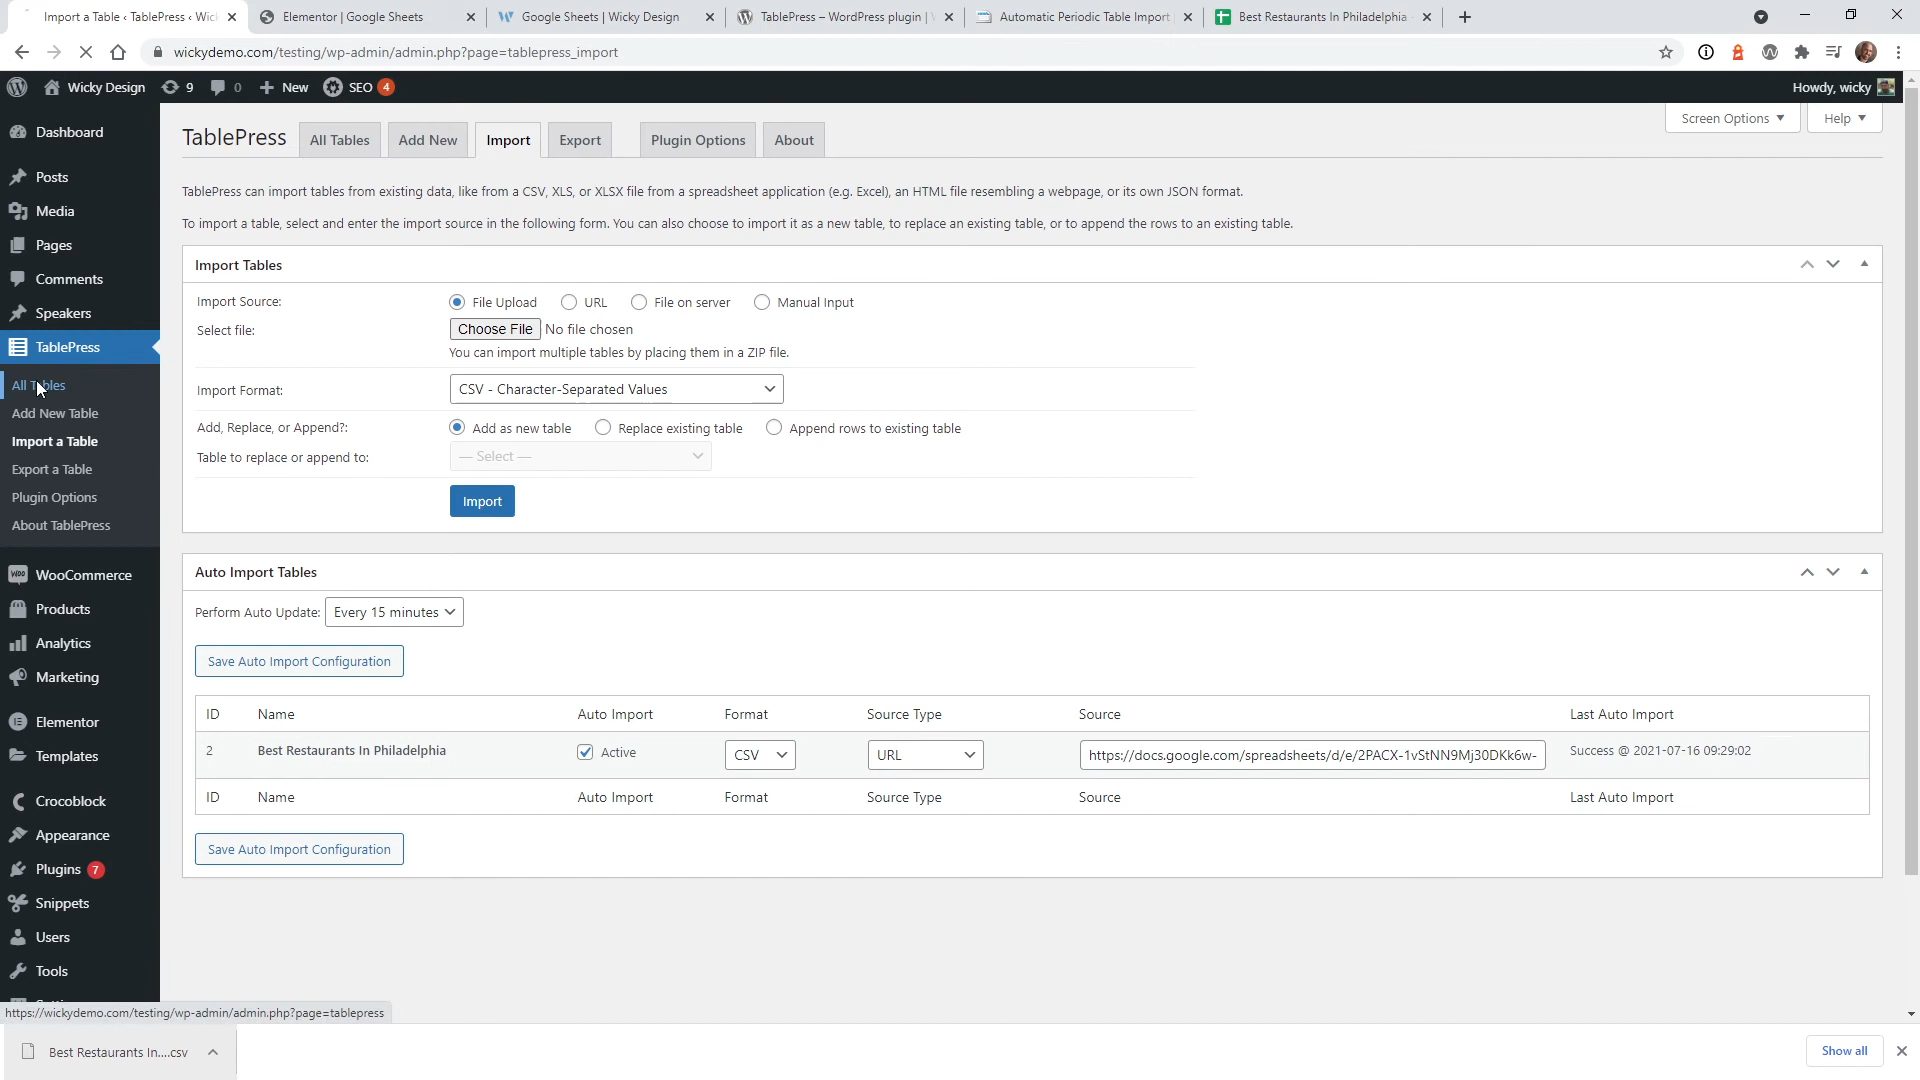 Import a Table ‹ TablePress ‹ Wick
Elementor | Google Sheets
Google Sheets | Wicky Design
TablePress – WordPress plugin |
Automatic Periodic Table Import
Best Restaurants In Philadelphia
wickydemo.com/testing/wp-admin/admin.php?page=tablepress_import
Wicky Design
9
0
New
SEO
4
Howdy, wicky
Dashboard
Posts
Media
Pages
Comments
Speakers
TablePress
All Tables
Add New Table
Import a Table
Export a Table
Plugin Options
About TablePress
WooCommerce
Products
Analytics
Marketing
Elementor
Templates
Crocoblock
Appearance
Plugins 7
Snippets
Users
Tools
Screen Options
Help
TablePress
All Tables
Add New
Import
Export
Plugin Options
About
TablePress can import tables from existing data, like from a CSV, XLS, or XLSX file from a spreadsheet application (e.g. Excel), an HTML file resembling a webpage, or its own JSON format.
To import a table, select and enter the import source in the following form. You can also choose to import it as a new table, to replace an existing table, or to append the rows to an existing table.
Import Tables
Import Source: File Upload URL File on server Manual Input
Select file: Choose File No file chosen
You can import multiple tables by placing them in a ZIP file.
Import Format: CSV - Character-Separated Values
Add, Replace, or Append?: Add as new table Replace existing table Append rows to existing table
Table to replace or append to: — Select —
Import
Auto Import Tables
Perform Auto Update: Every 15 minutes
Save Auto Import Configuration
ID Name Auto Import Format Source Type Source Last Auto Import
2 Best Restaurants In Philadelphia Active CSV URL https://docs.google.com/spreadsheets/d/e/2PACX-1vStNN9Mj30DKk6w- Success @ 2021-07-16 09:29:02
ID Name Auto Import Format Source Type Source Last Auto Import
Save Auto Import Configuration
https://wickydemo.com/testing/wp-admin/admin.php?page=tablepress
Best Restaurants In....csv
Show all